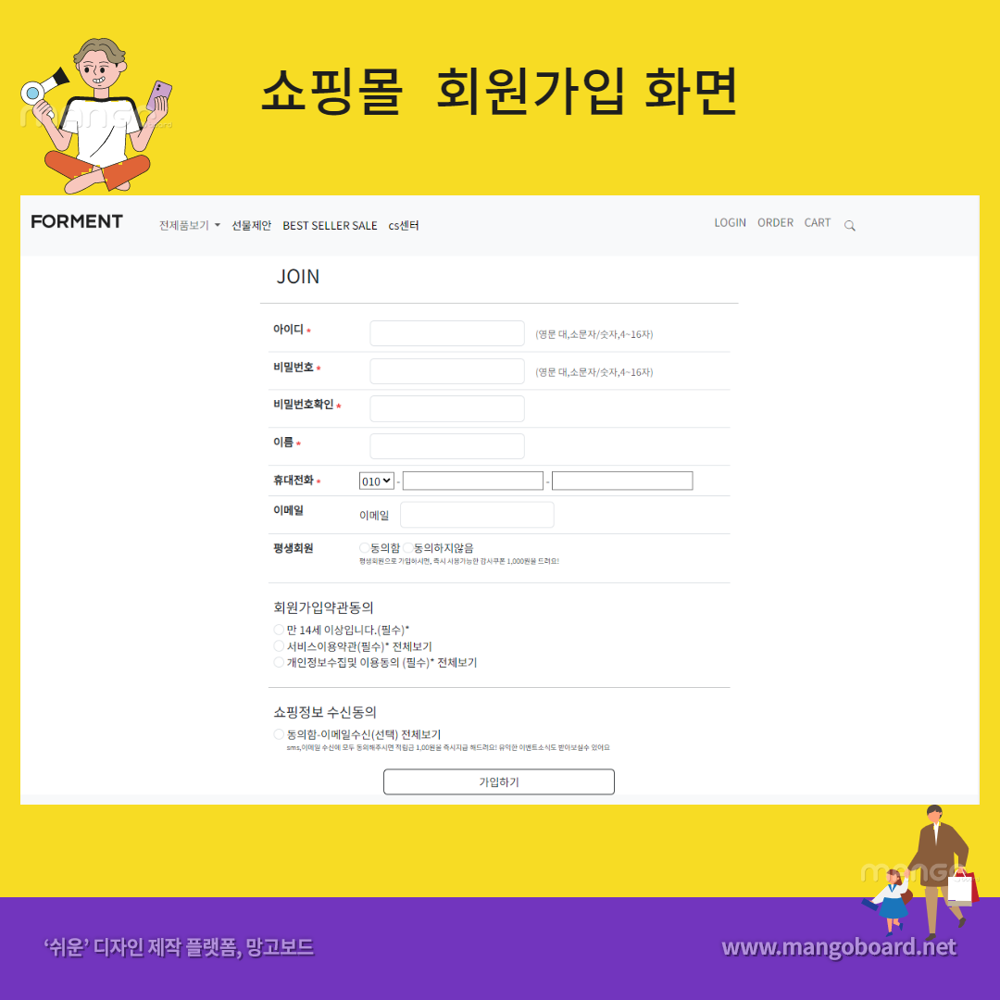 쇼핑몰 회원가입 화면
mango board
FORMENT 전제품보기 선물제안 BEST SELLER SALE cs센터 LOGIN ORDER CART
JOIN
아이디 * (영문 대,소문자/숫자,4~16자)
비밀번호 * (영문 대,소문자/숫자,4~16자)
비밀번호확인 *
이름 *
휴대전화 * 010 - -
이메일 이메일
평생회원 동의함 동의하지않음
평생회원으로 가입하시면, 즉시 사용가능한 감사쿠폰 1,000원을 드려요!
회원가입약관동의
만 14세 이상입니다.(필수)*
서비스이용약관(필수)* 전체보기
개인정보수집및 이용동의 (필수)* 전체보기
쇼핑정보 수신동의
동의함-이메일수신(선택) 전체보기
sms,이메일 수신에 모두 동의해주시면 적립금 1,00원을 즉시지급 해드려요! 유익한 이벤트소식도 받아보실수 있어요
가입하기
mango
‘쉬운’ 디자인 제작 플랫폼, 망고보드 www.mangoboard.net